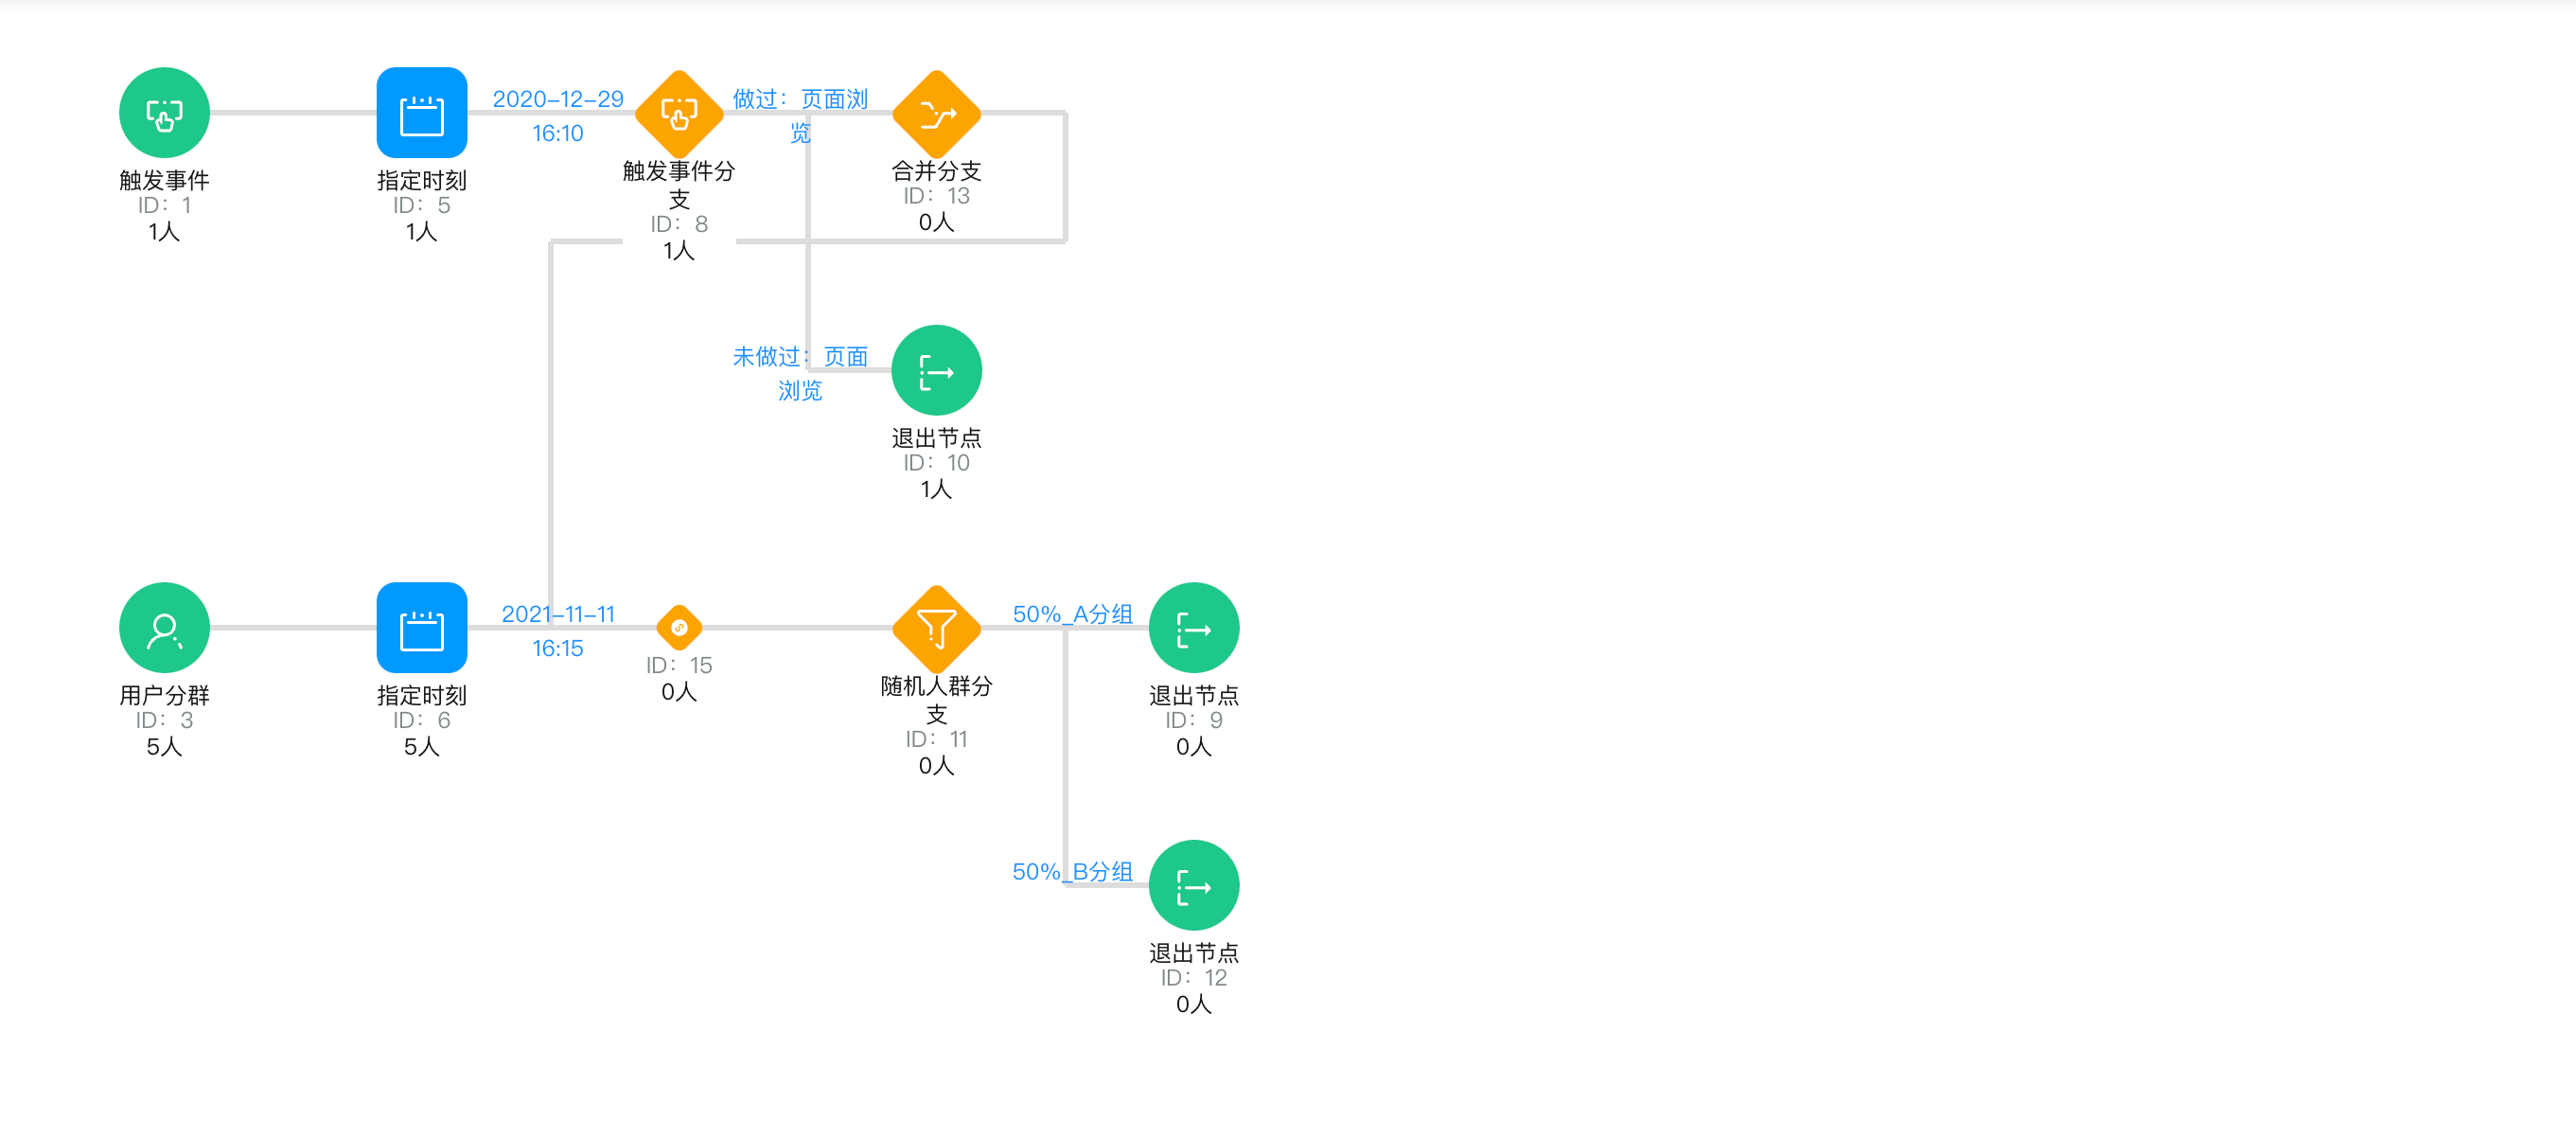 2020-12-29
16:10
做过：页面浏
览
触发事件
ID：1
1人
指定时刻
ID：5
1人
触发事件分
支
ID：8
1人
合并分支
ID：13
0人
未做过：页面
浏览
退出节点
ID：10
1人
2021-11-11
16:15
50%_A分组
用户分群
ID：3
5人
指定时刻
ID：6
5人
ID：15
0人
随机人群分
支
ID：11
0人
退出节点
ID：9
0人
50%_B分组
退出节点
ID：12
0人